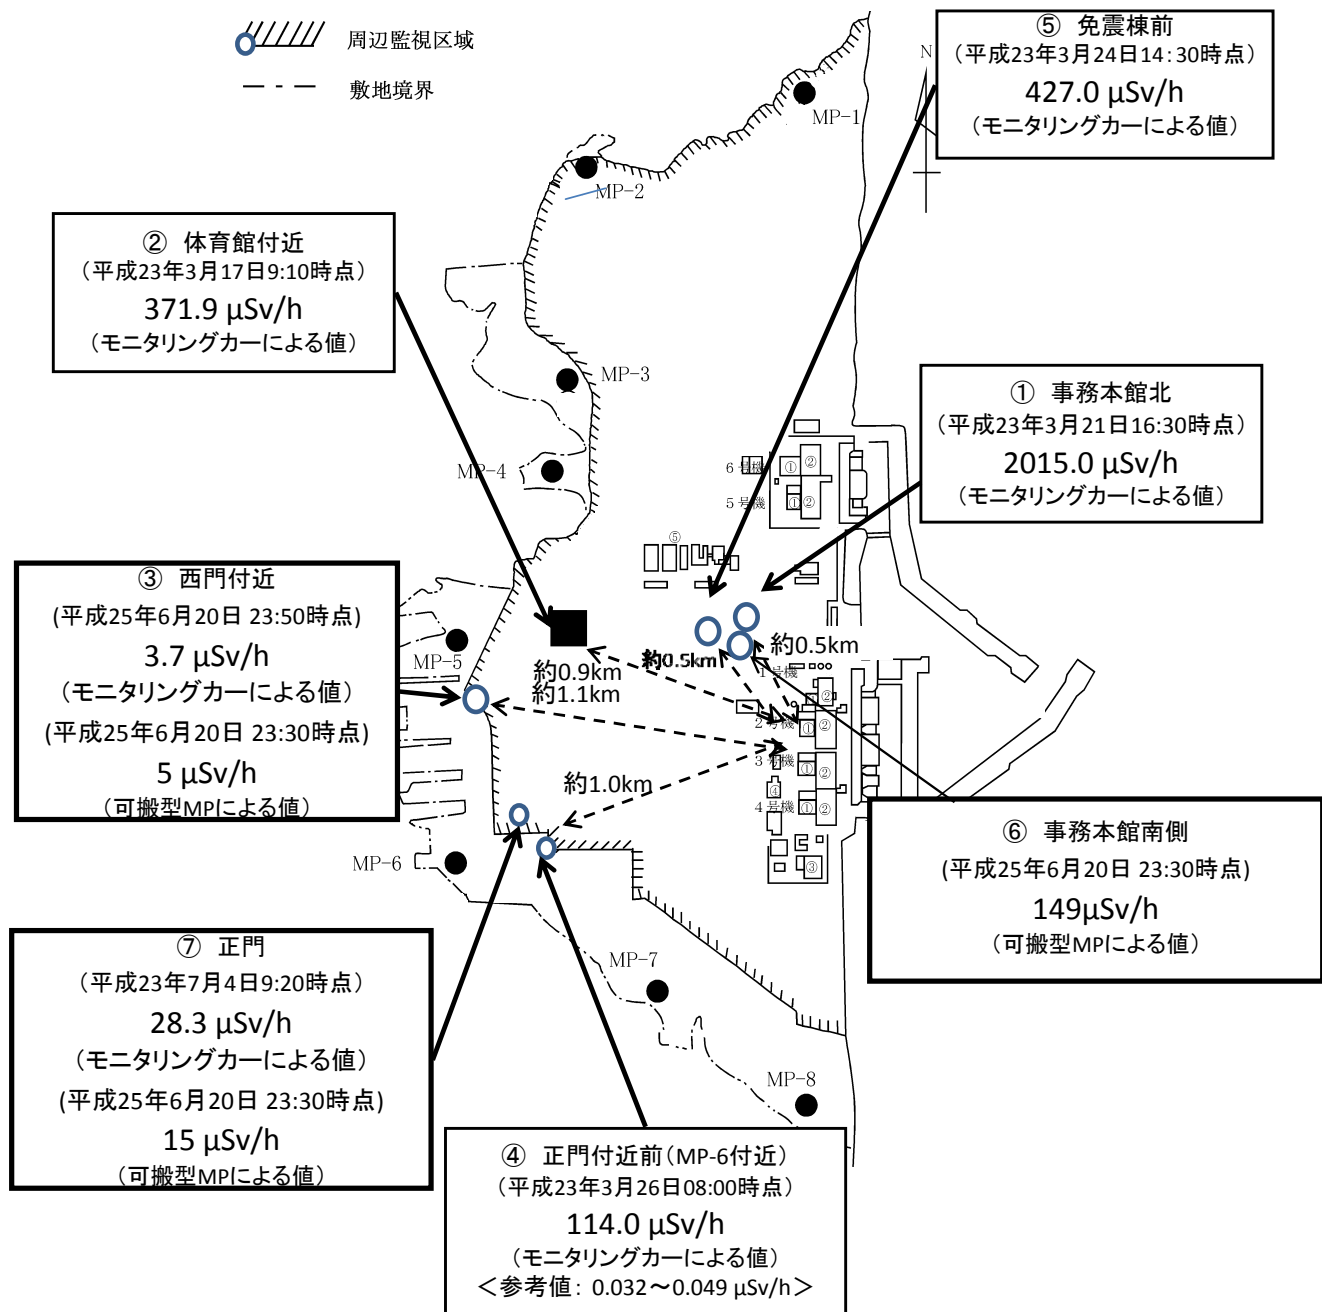 周辺監視区域
敷地境界
⑤ 免震棟前
(平成23年3月24日14:30時点)
427.0 μSv/h
(モニタリングカーによる値)
N
MP-1
MP-2
② 体育館付近
(平成23年3月17日9:10時点)
371.9 μSv/h
(モニタリングカーによる値)
MP-3
MP-4
① 事務本館北
(平成23年3月21日16:30時点)
2015.0 μSv/h
(モニタリングカーによる値)
6号機
① ②
5号機
① ②
⑤
③ 西門付近
(平成25年6月20日 23:50時点)
3.7 μSv/h
(モニタリングカーによる値)
(平成25年6月20日 23:30時点)
5 μSv/h
(可搬型MPによる値)
MP-5
約0.9km
約1.1km
約0.5km
約0.5km
1号機
②
2号機
① ②
3号機
① ②
④
4号機
① ②
③
約1.0km
MP-6
⑥ 事務本館南側
(平成25年6月20日 23:30時点)
149μSv/h
(可搬型MPによる値)
⑦ 正門
(平成23年7月4日9:20時点)
28.3 μSv/h
(モニタリングカーによる値)
(平成25年6月20日 23:30時点)
15 μSv/h
(可搬型MPによる値)
MP-7
MP-8
④ 正門付近前(MP-6付近)
(平成23年3月26日08:00時点)
114.0 μSv/h
(モニタリングカーによる値)
<参考値: 0.032～0.049 μSv/h>